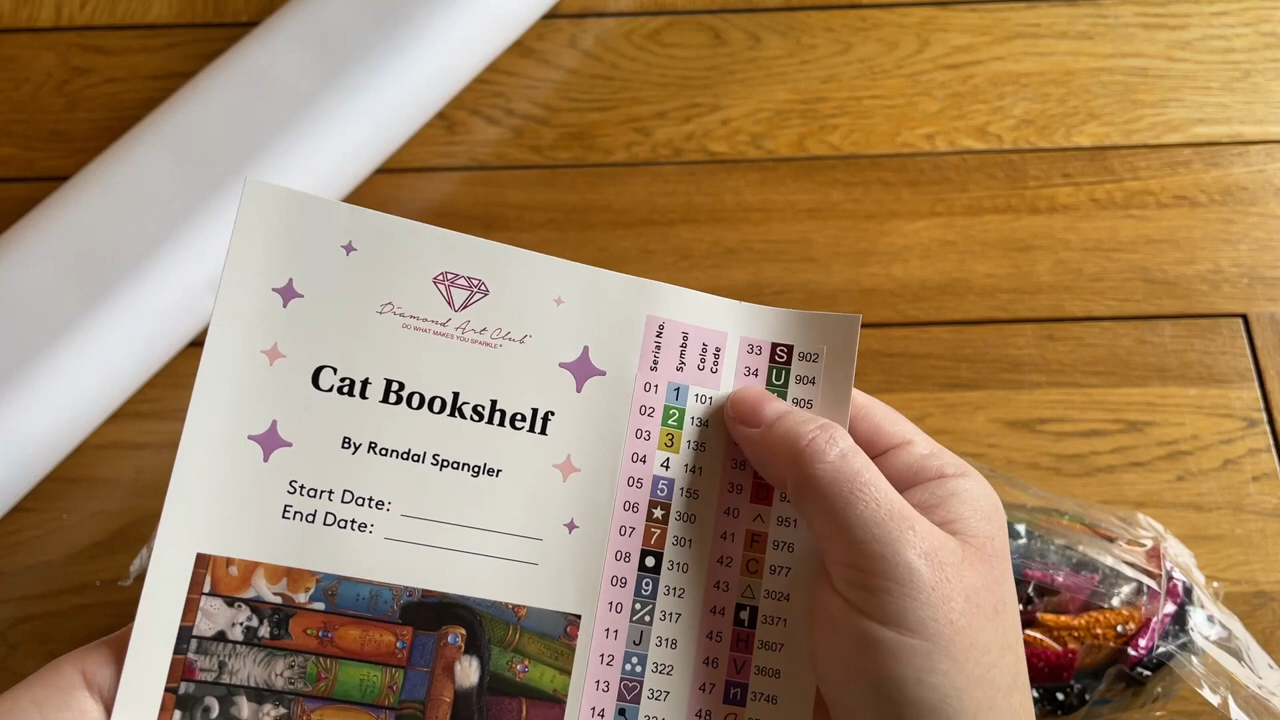 Diamond Art Club®
DO WHAT MAKES YOU SPARKLE®
Cat Bookshelf
By Randal Spangler
Start Date:
End Date:
Serial No. Symbol Color Code
01 1 101
02 2 134
03 3 135
04 4 141
05 5 155
06 ★ 300
07 7 301
08 ● 310
09 9 312
10 ٪ 317
11 J 318
12 322
13 ♡ 327
14
33 S 902
34 U 904
905
38
39
40 ^ 951
41 F 976
42 C 977
43 △ 3024
44 ¶ 3371
45 H 3607
46 V 3608
47 n 3746
48